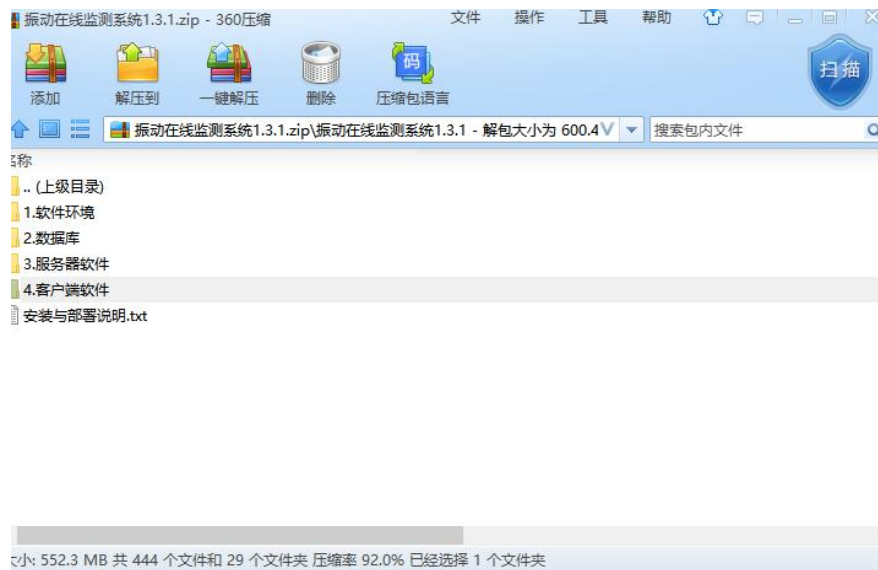 振动在线监测系统1.3.1.zip - 360压缩 文件 操作 工具 帮助
添加 解压到 一键解压 删除 压缩包语言 扫描
码
振动在线监测系统1.3.1.zip\振动在线监测系统1.3.1 - 解包大小为 600.4 搜索包内文件
名称
.. (上级目录)
1.软件环境
2.数据库
3.服务器软件
4.客户端软件
安装与部署说明.txt
大小: 552.3 MB 共 444 个文件和 29 个文件夹 压缩率 92.0% 已经选择 1 个文件夹